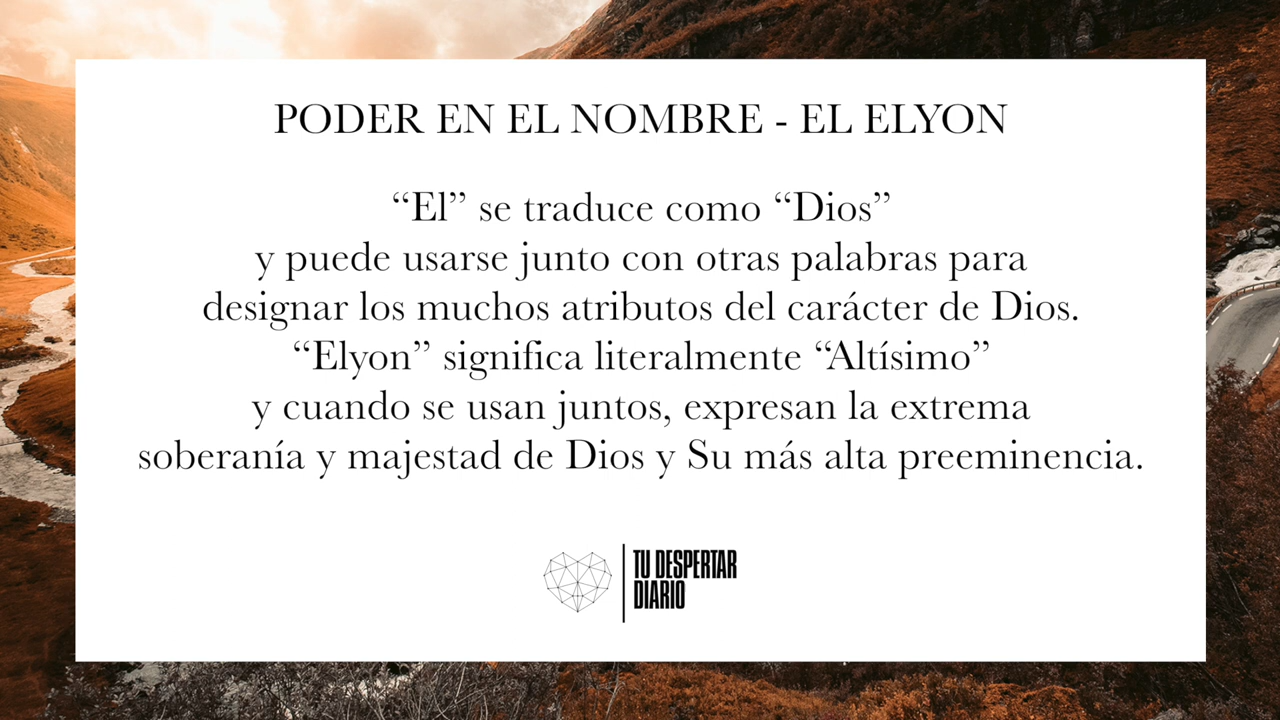 PODER EN EL NOMBRE - EL ELYON
“El” se traduce como “Dios”
y puede usarse junto con otras palabras para
designar los muchos atributos del carácter de Dios.
“Elyon” significa literalmente “Altísimo”
y cuando se usan juntos, expresan la extrema
soberanía y majestad de Dios y Su más alta preeminencia.
TU DESPERTAR
DIARIO